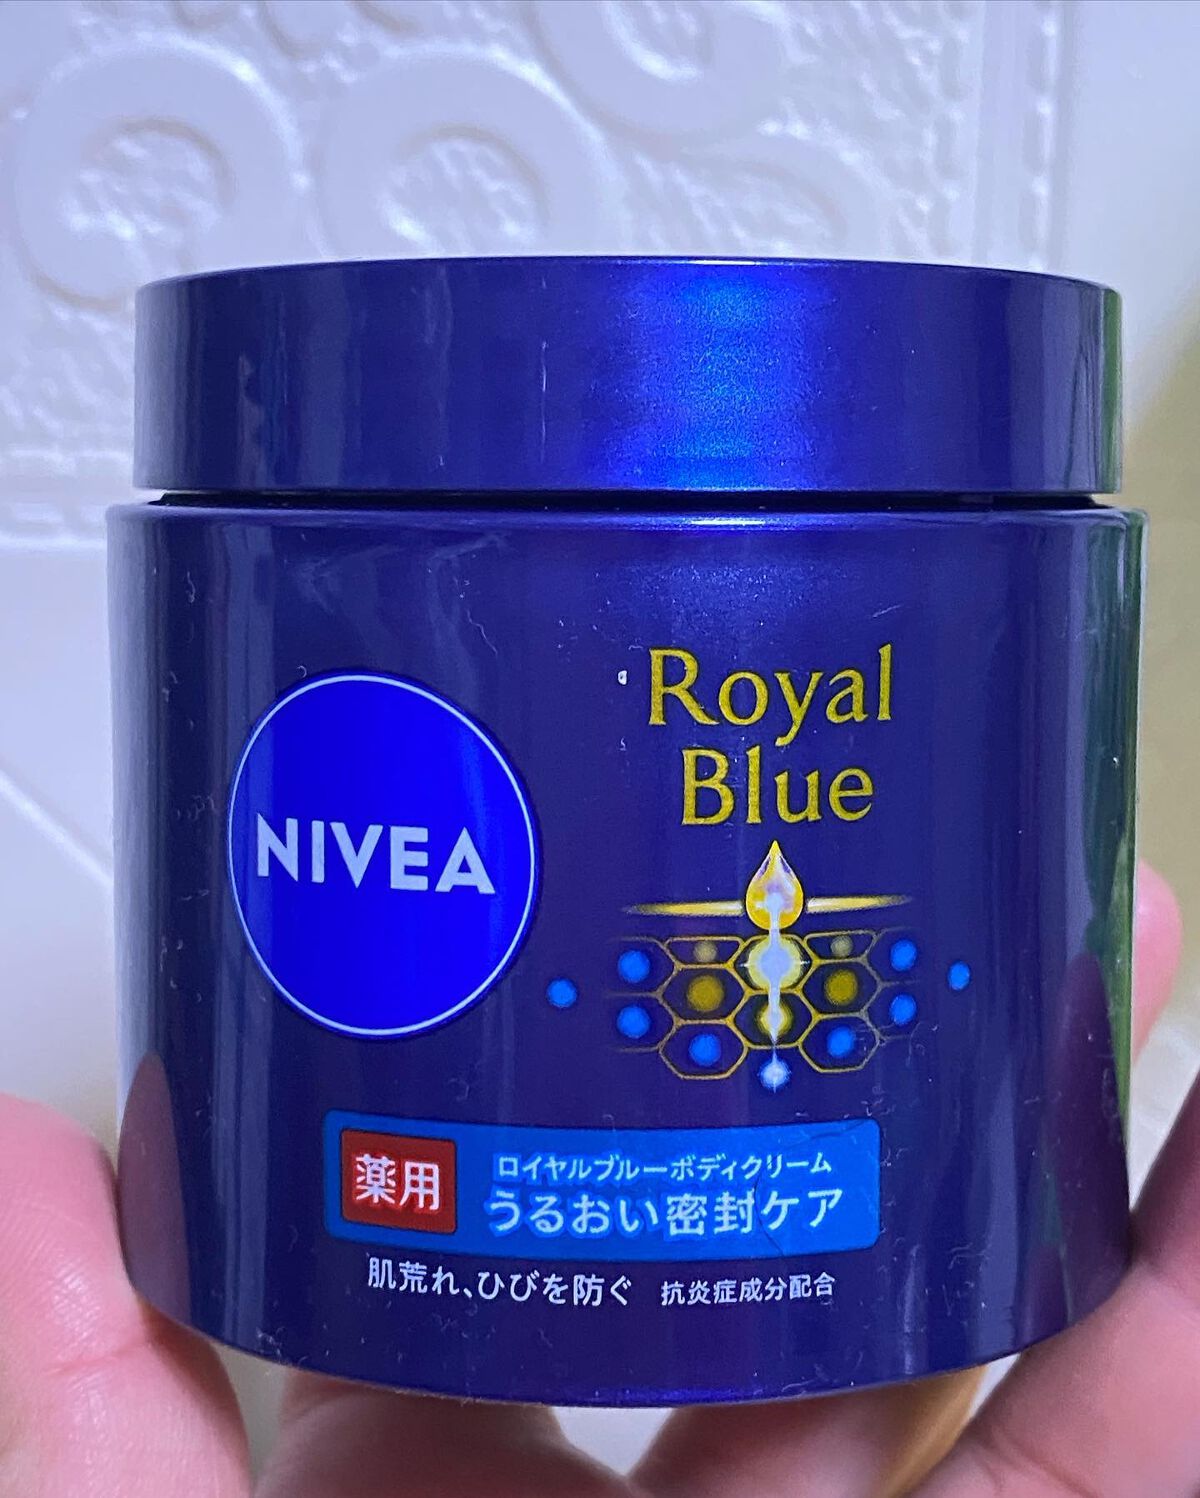 NIVEA
Royal
Blue
薬用
ロイヤルブルーボディクリーム
うるおい密封ケア
肌荒れ、ひびを防ぐ 抗炎症成分配合